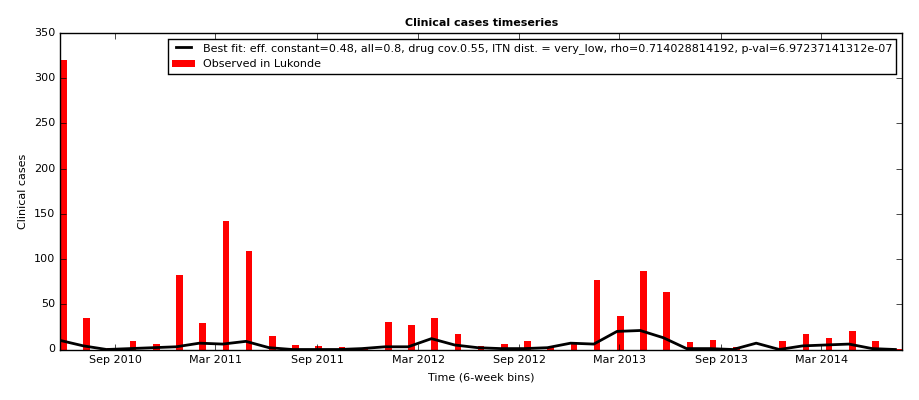 Clinical cases timeseries
350
300
250
200
150
100
50
0
Clinical cases
Best fit: eff. constant=0.48, all=0.8, drug cov.0.55, ITN dist. = very_low, rho=0.714028814192, p-val=6.97237141312e-07
Observed in Lukonde
Sep 2010 Mar 2011 Sep 2011 Mar 2012 Sep 2012 Mar 2013 Sep 2013 Mar 2014
Time (6-week bins)